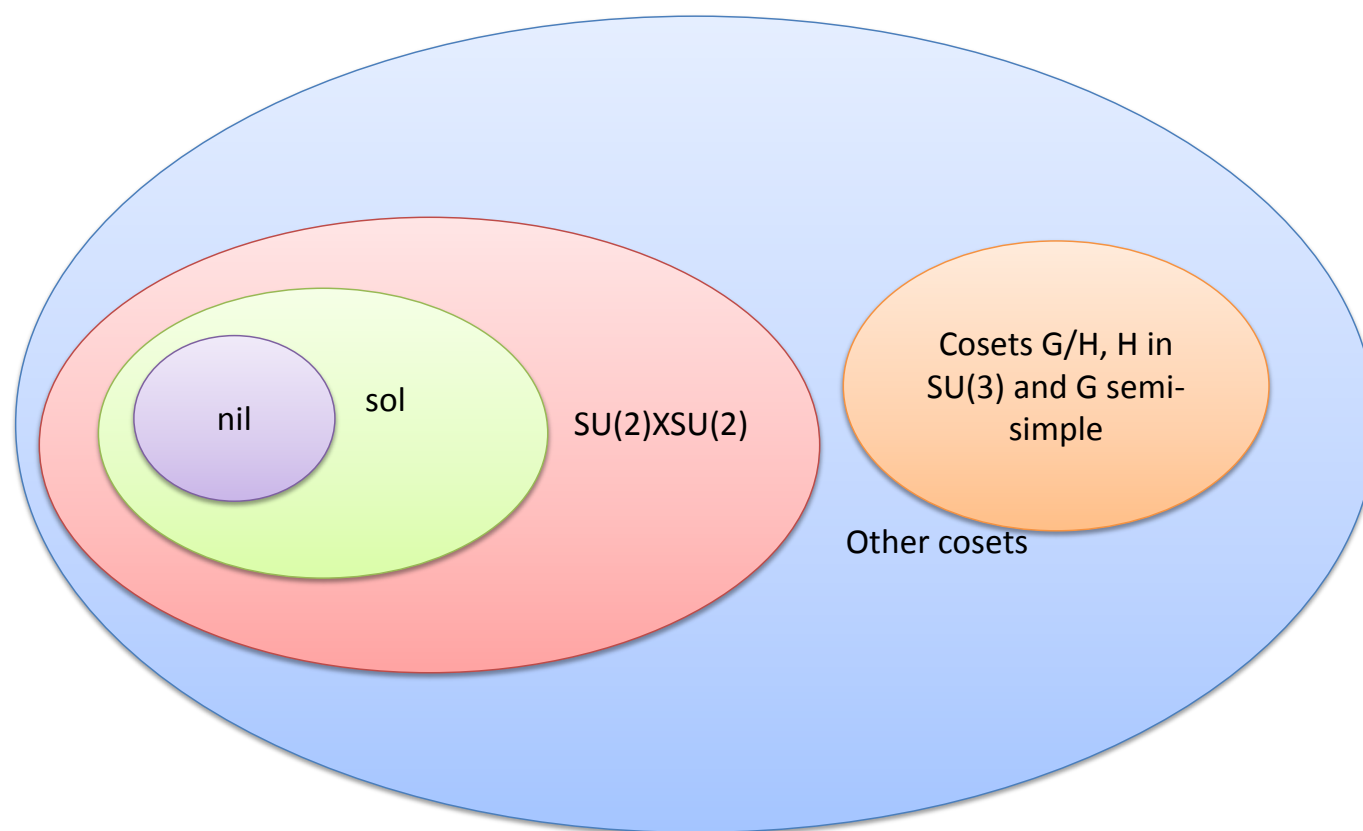 nil
sol
SU(2)XSU(2)
Cosets G/H, H in
SU(3) and G semi-
simple
Other cosets